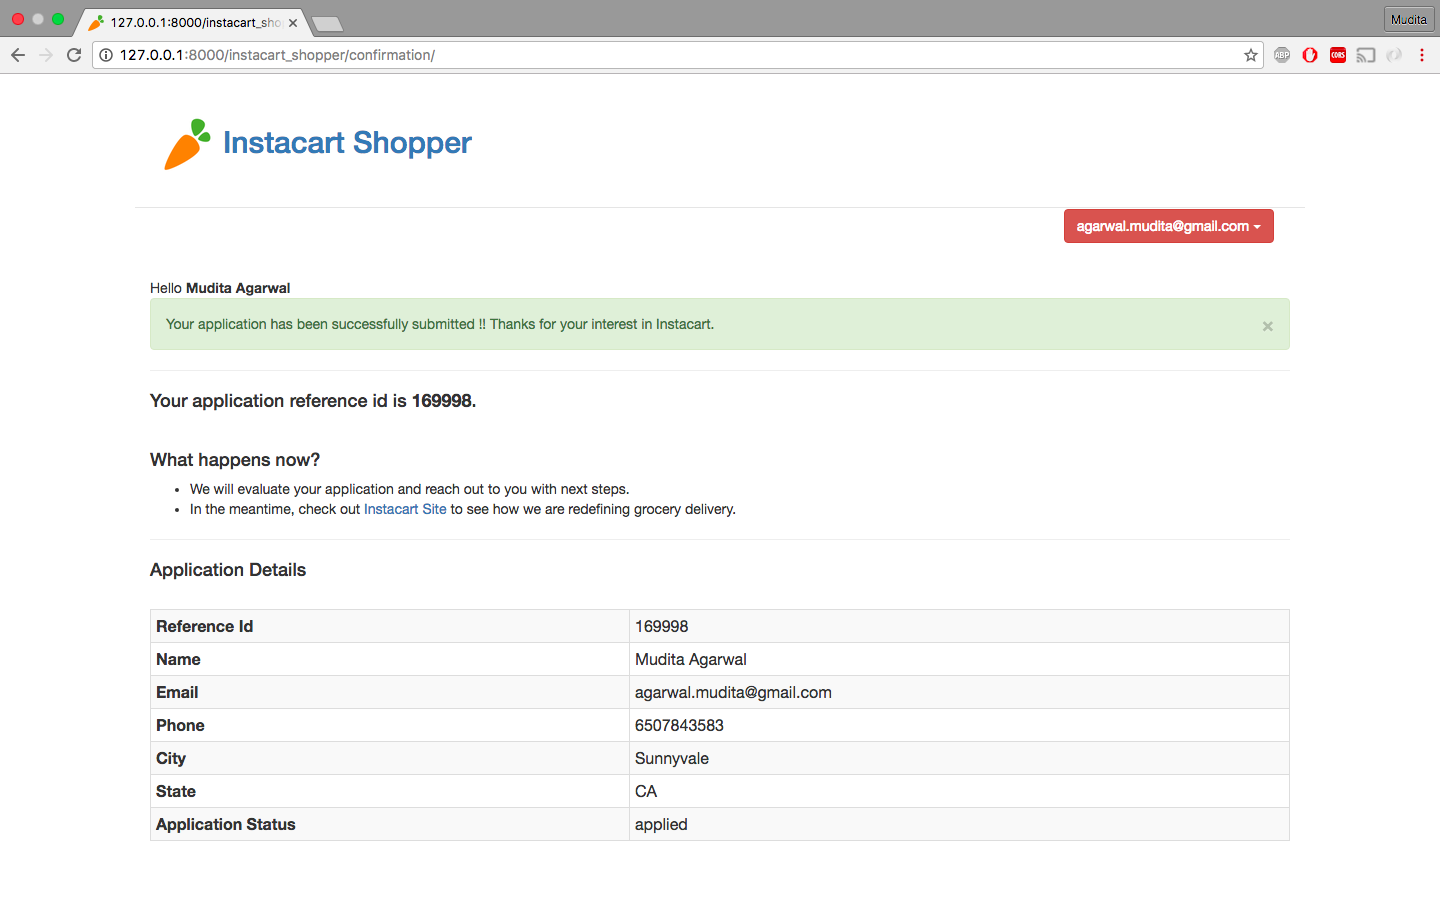 127.0.0.1:8000/instacart_sho
Mudita
127.0.0.1:8000/instacart_shopper/confirmation/
ABP
CORS
Instacart Shopper
agarwal.mudita@gmail.com
Hello Mudita Agarwal
Your application has been successfully submitted !! Thanks for your interest in Instacart.
×
Your application reference id is 169998.
What happens now?
• We will evaluate your application and reach out to you with next steps.
• In the meantime, check out Instacart Site to see how we are redefining grocery delivery.
Application Details
Reference Id 169998
Name Mudita Agarwal
Email agarwal.mudita@gmail.com
Phone 6507843583
City Sunnyvale
State CA
Application Status applied